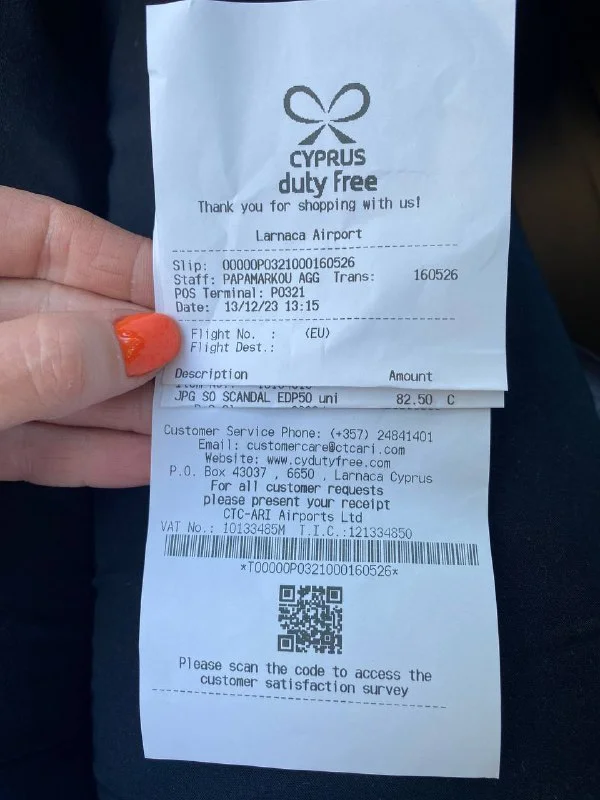 CYPRUS
duty free
Thank you for shopping with us!
Larnaca Airport
Slip: 00000P0321000160526
Staff: PAPAMARKOU AGG Trans: 160526
POS Terminal: P0321
Date: 13/12/23 13:15
Flight No. : (EU)
Flight Dest.:
Description Amount
JPG SO SCANDAL EDP50 uni 82.50 C
Customer Service Phone: (+357) 24841401
Email: customercare@ctcari.com
Website: www.cydutyfree.com
P.O. Box 43037 , 6650 , Larnaca Cyprus
For all customer requests
please present your receipt
CTC-ARI Airports Ltd
VAT No.: 10133485M T.I.C.:121334850
*T00000P0321000160526*
Please scan the code to access the
customer satisfaction survey